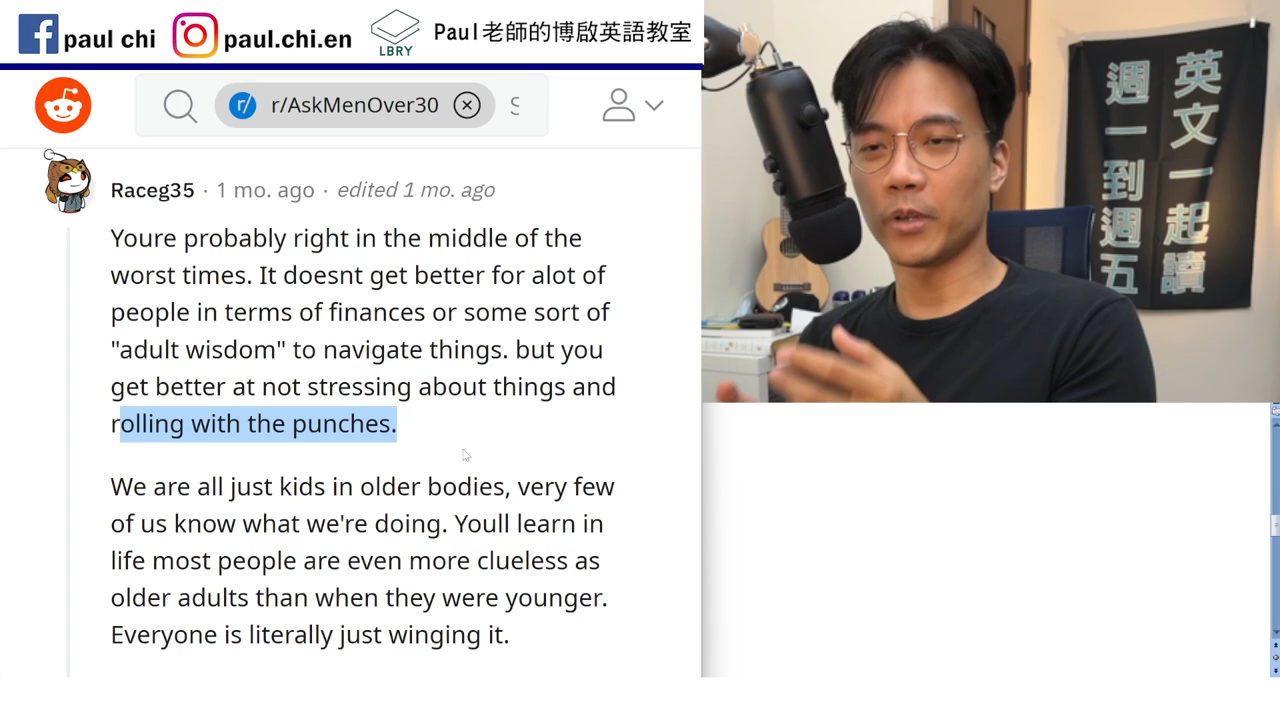 paul chi
paul.chi.en
LBRY
Paul老師的博啟英語教室
r/
r/AskMenOver30
S
Raceg35 · 1 mo. ago · edited 1 mo. ago
Youre probably right in the middle of the
worst times. It doesnt get better for alot of
people in terms of finances or some sort of
"adult wisdom" to navigate things. but you
get better at not stressing about things and
rolling with the punches.
We are all just kids in older bodies, very few
of us know what we're doing. Youll learn in
life most people are even more clueless as
older adults than when they were younger.
Everyone is literally just winging it.
英文一起讀
週一到週五